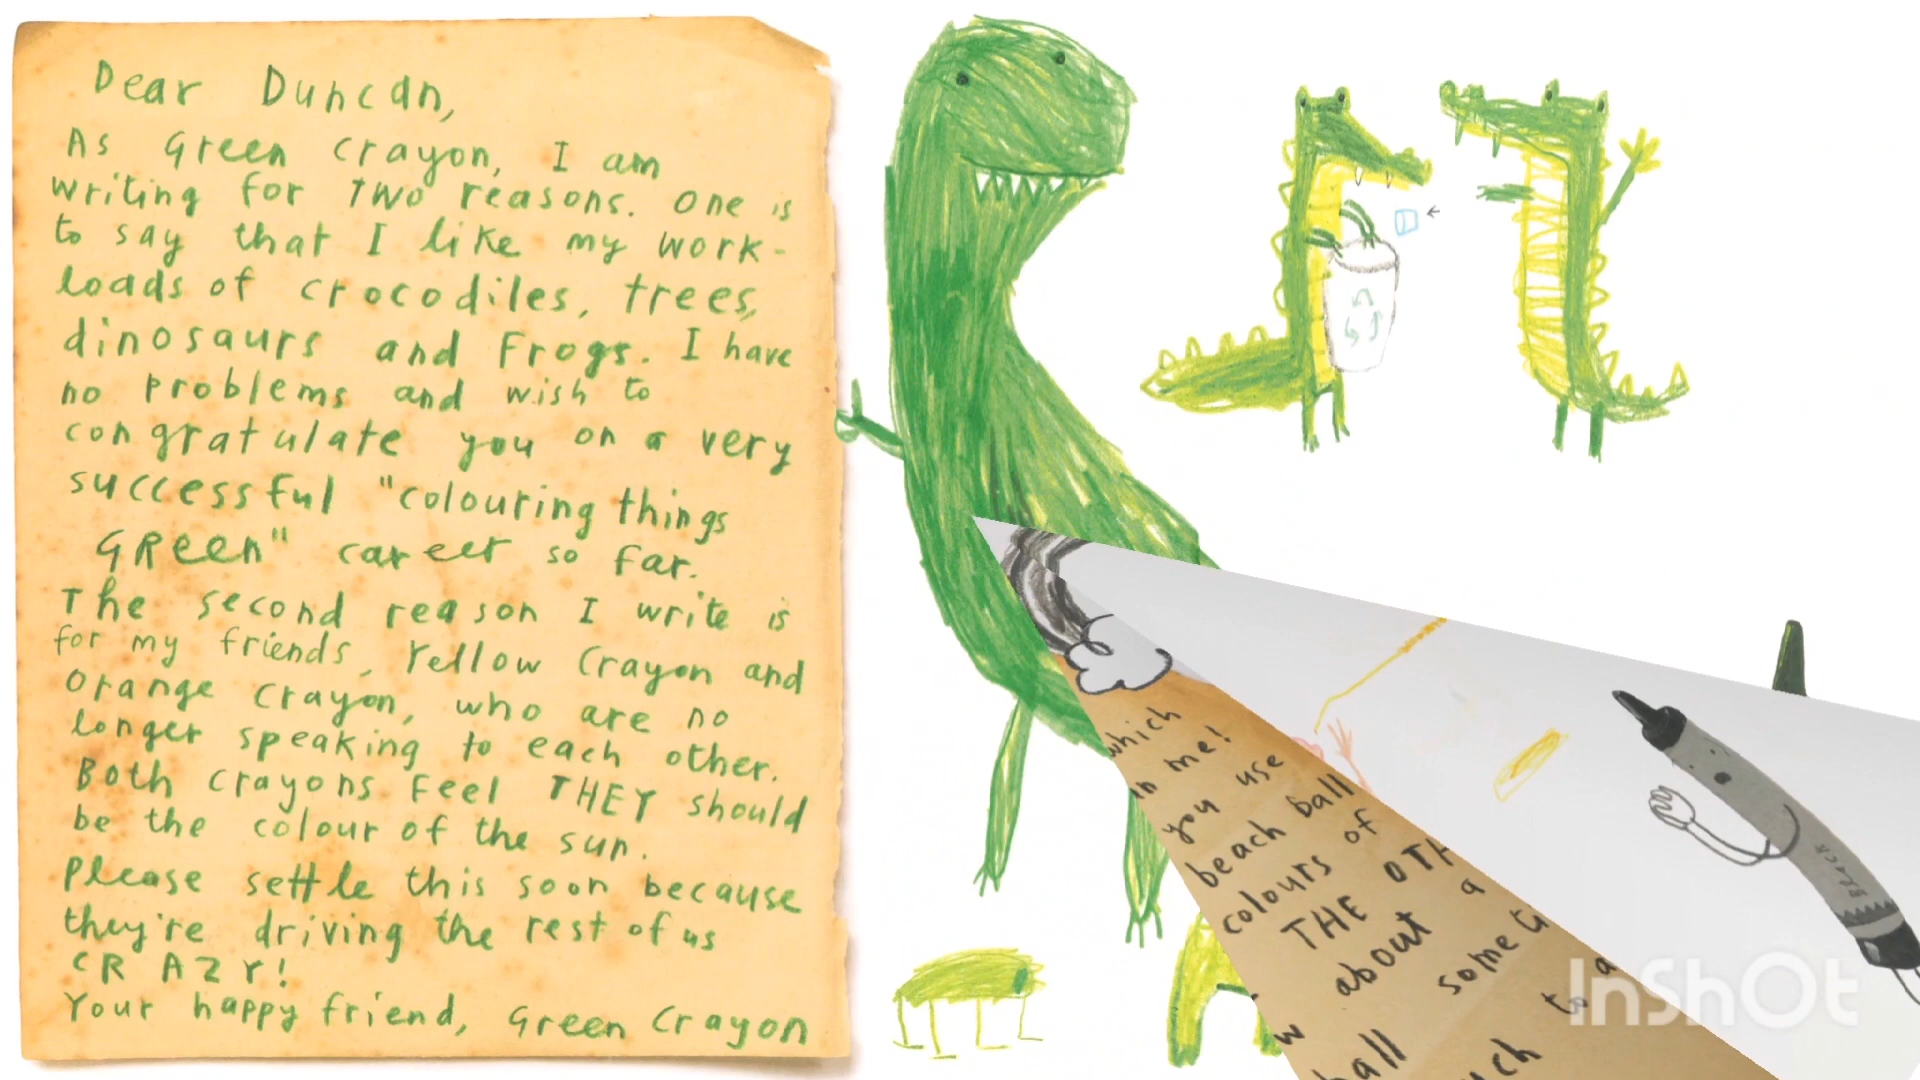 Dear Duncan,
As Green Crayon, I am
writing for TWO reasons. One is
to say that I like my work-
loads of crocodiles, trees,
dinosaurs and frogs. I have
no problems and wish to
congratulate you on a very
successful "colouring things
GReen" career so far.
The second reason I write is
for my friends, Yellow Crayon and
Orange Crayon, who are no
longer speaking to each other.
Both crayons feel THEY should
be the colour of the sun.
Please settle this soon because
they're driving the rest of us
CRAZY!
Your happy friend, Green Crayon
which
in me!
you use
beach ball
colours of
THE
about a
ball
BLACK
InShOt